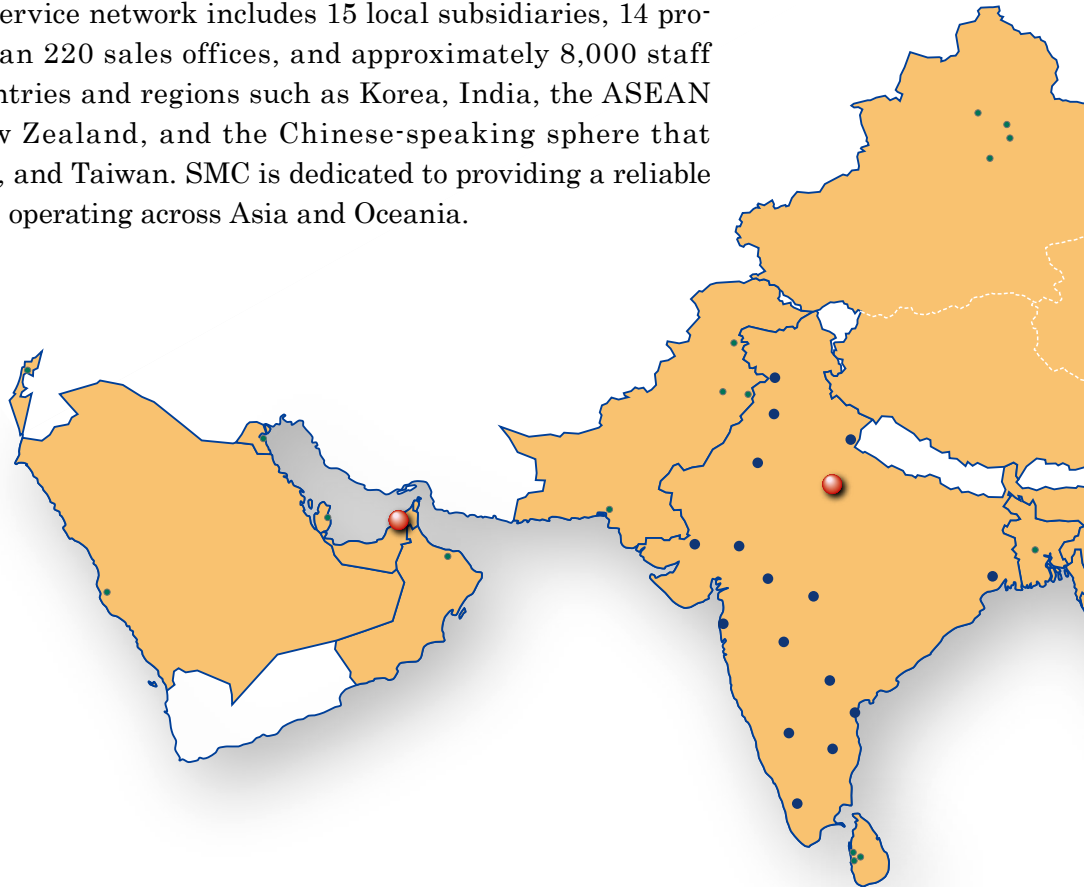 ervice network includes 15 local subsidiaries, 14 pro-
an 220 sales offices, and approximately 8,000 staff
ntries and regions such as Korea, India, the ASEAN
w Zealand, and the Chinese-speaking sphere that
, and Taiwan. SMC is dedicated to providing a reliable
operating across Asia and Oceania.